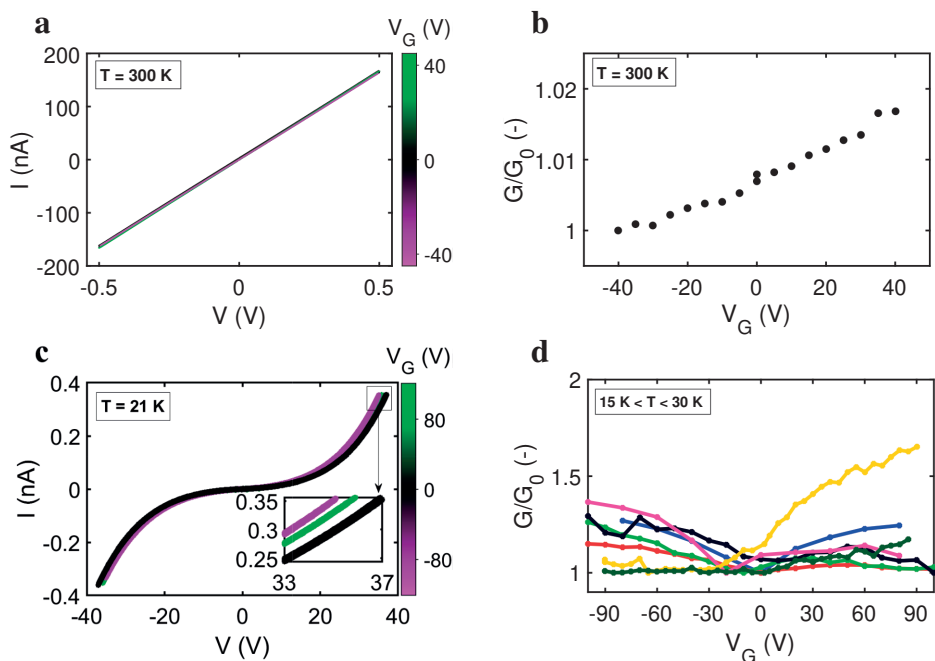 a
V_G (V)
T = 300 K
I (nA)
200
100
0
-100
-200
-0.5
0
0.5
V (V)
40
0
-40
b
T = 300 K
G/G_0 (-)
1.02
1.01
1
-40
-20
0
20
40
V_G (V)
c
V_G (V)
T = 21 K
I (nA)
0.4
0.2
0
-0.2
-0.4
-40
-20
0
20
40
V (V)
0.35
0.3
0.25
33
37
80
0
-80
d
15 K < T < 30 K
G/G_0 (-)
2
1.5
1
-90
-60
-30
0
30
60
90
V_G (V)